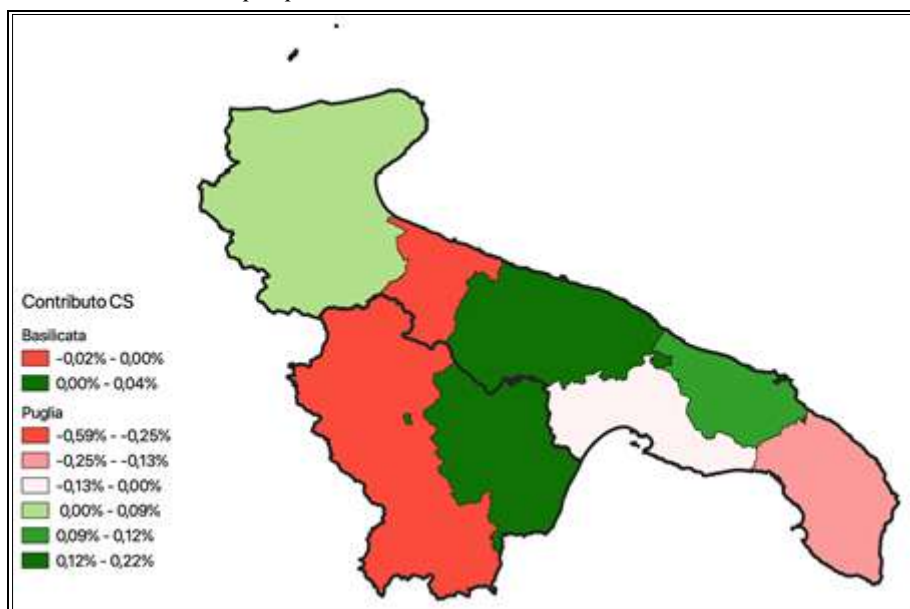 Contributo CS
Basilicata
-0,02% - 0,00%
0,00% - 0,04%
Puglia
-0,59% - -0,25%
-0,25% - -0,13%
-0,13% - 0,00%
0,00% - 0,09%
0,09% - 0,12%
0,12% - 0,22%